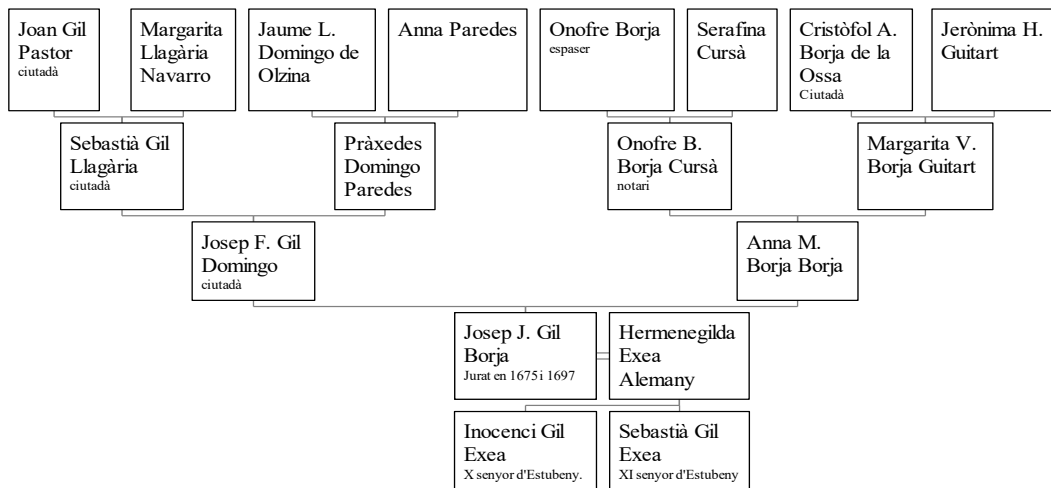 Joan Gil
Pastor
ciutadà
Margarita
Llagària
Navarro
Jaume L.
Domingo de
Olzina
Anna Paredes
Onofre Borja
espaser
Serafina
Cursà
Cristòfol A.
Borja de la
Ossa
Ciutadà
Jerònima H.
Guitart
Sebastià Gil
Llagària
ciutadà
Pràxedes
Domingo
Paredes
Onofre B.
Borja Cursà
notari
Margarita V.
Borja Guitart
Josep F. Gil
Domingo
ciutadà
Anna M.
Borja Borja
Josep J. Gil
Borja
Jurat en 1675 i 1697
Hermenegilda
Exea
Alemany
Inocenci Gil
Exea
X senyor d'Estubeny.
Sebastià Gil
Exea
XI senyor d'Estubeny